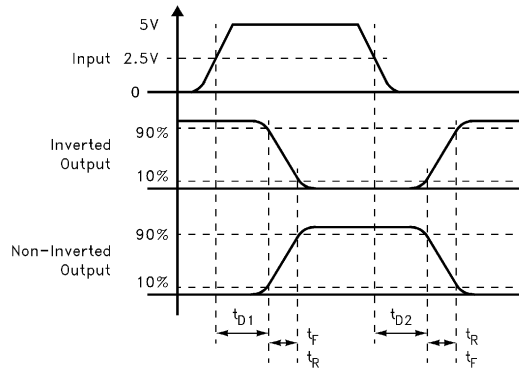 5V
Input 2.5V
0
90%
Inverted
Output
10%
90%
Non-Inverted
Output
10%
tD1 tF tD2 tR
tR tF